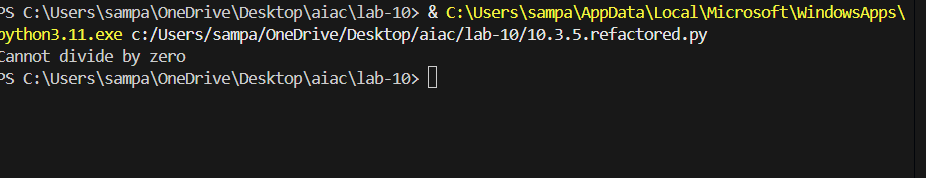 PS C:\Users\sampa\OneDrive\Desktop\aiac\lab-10> & C:\Users\sampa\AppData\Local\Microsoft\WindowsApps\
python3.11.exe c:/Users/sampa/OneDrive/Desktop/aiac/lab-10/10.3.5.refactored.py
Cannot divide by zero
PS C:\Users\sampa\OneDrive\Desktop\aiac\lab-10>